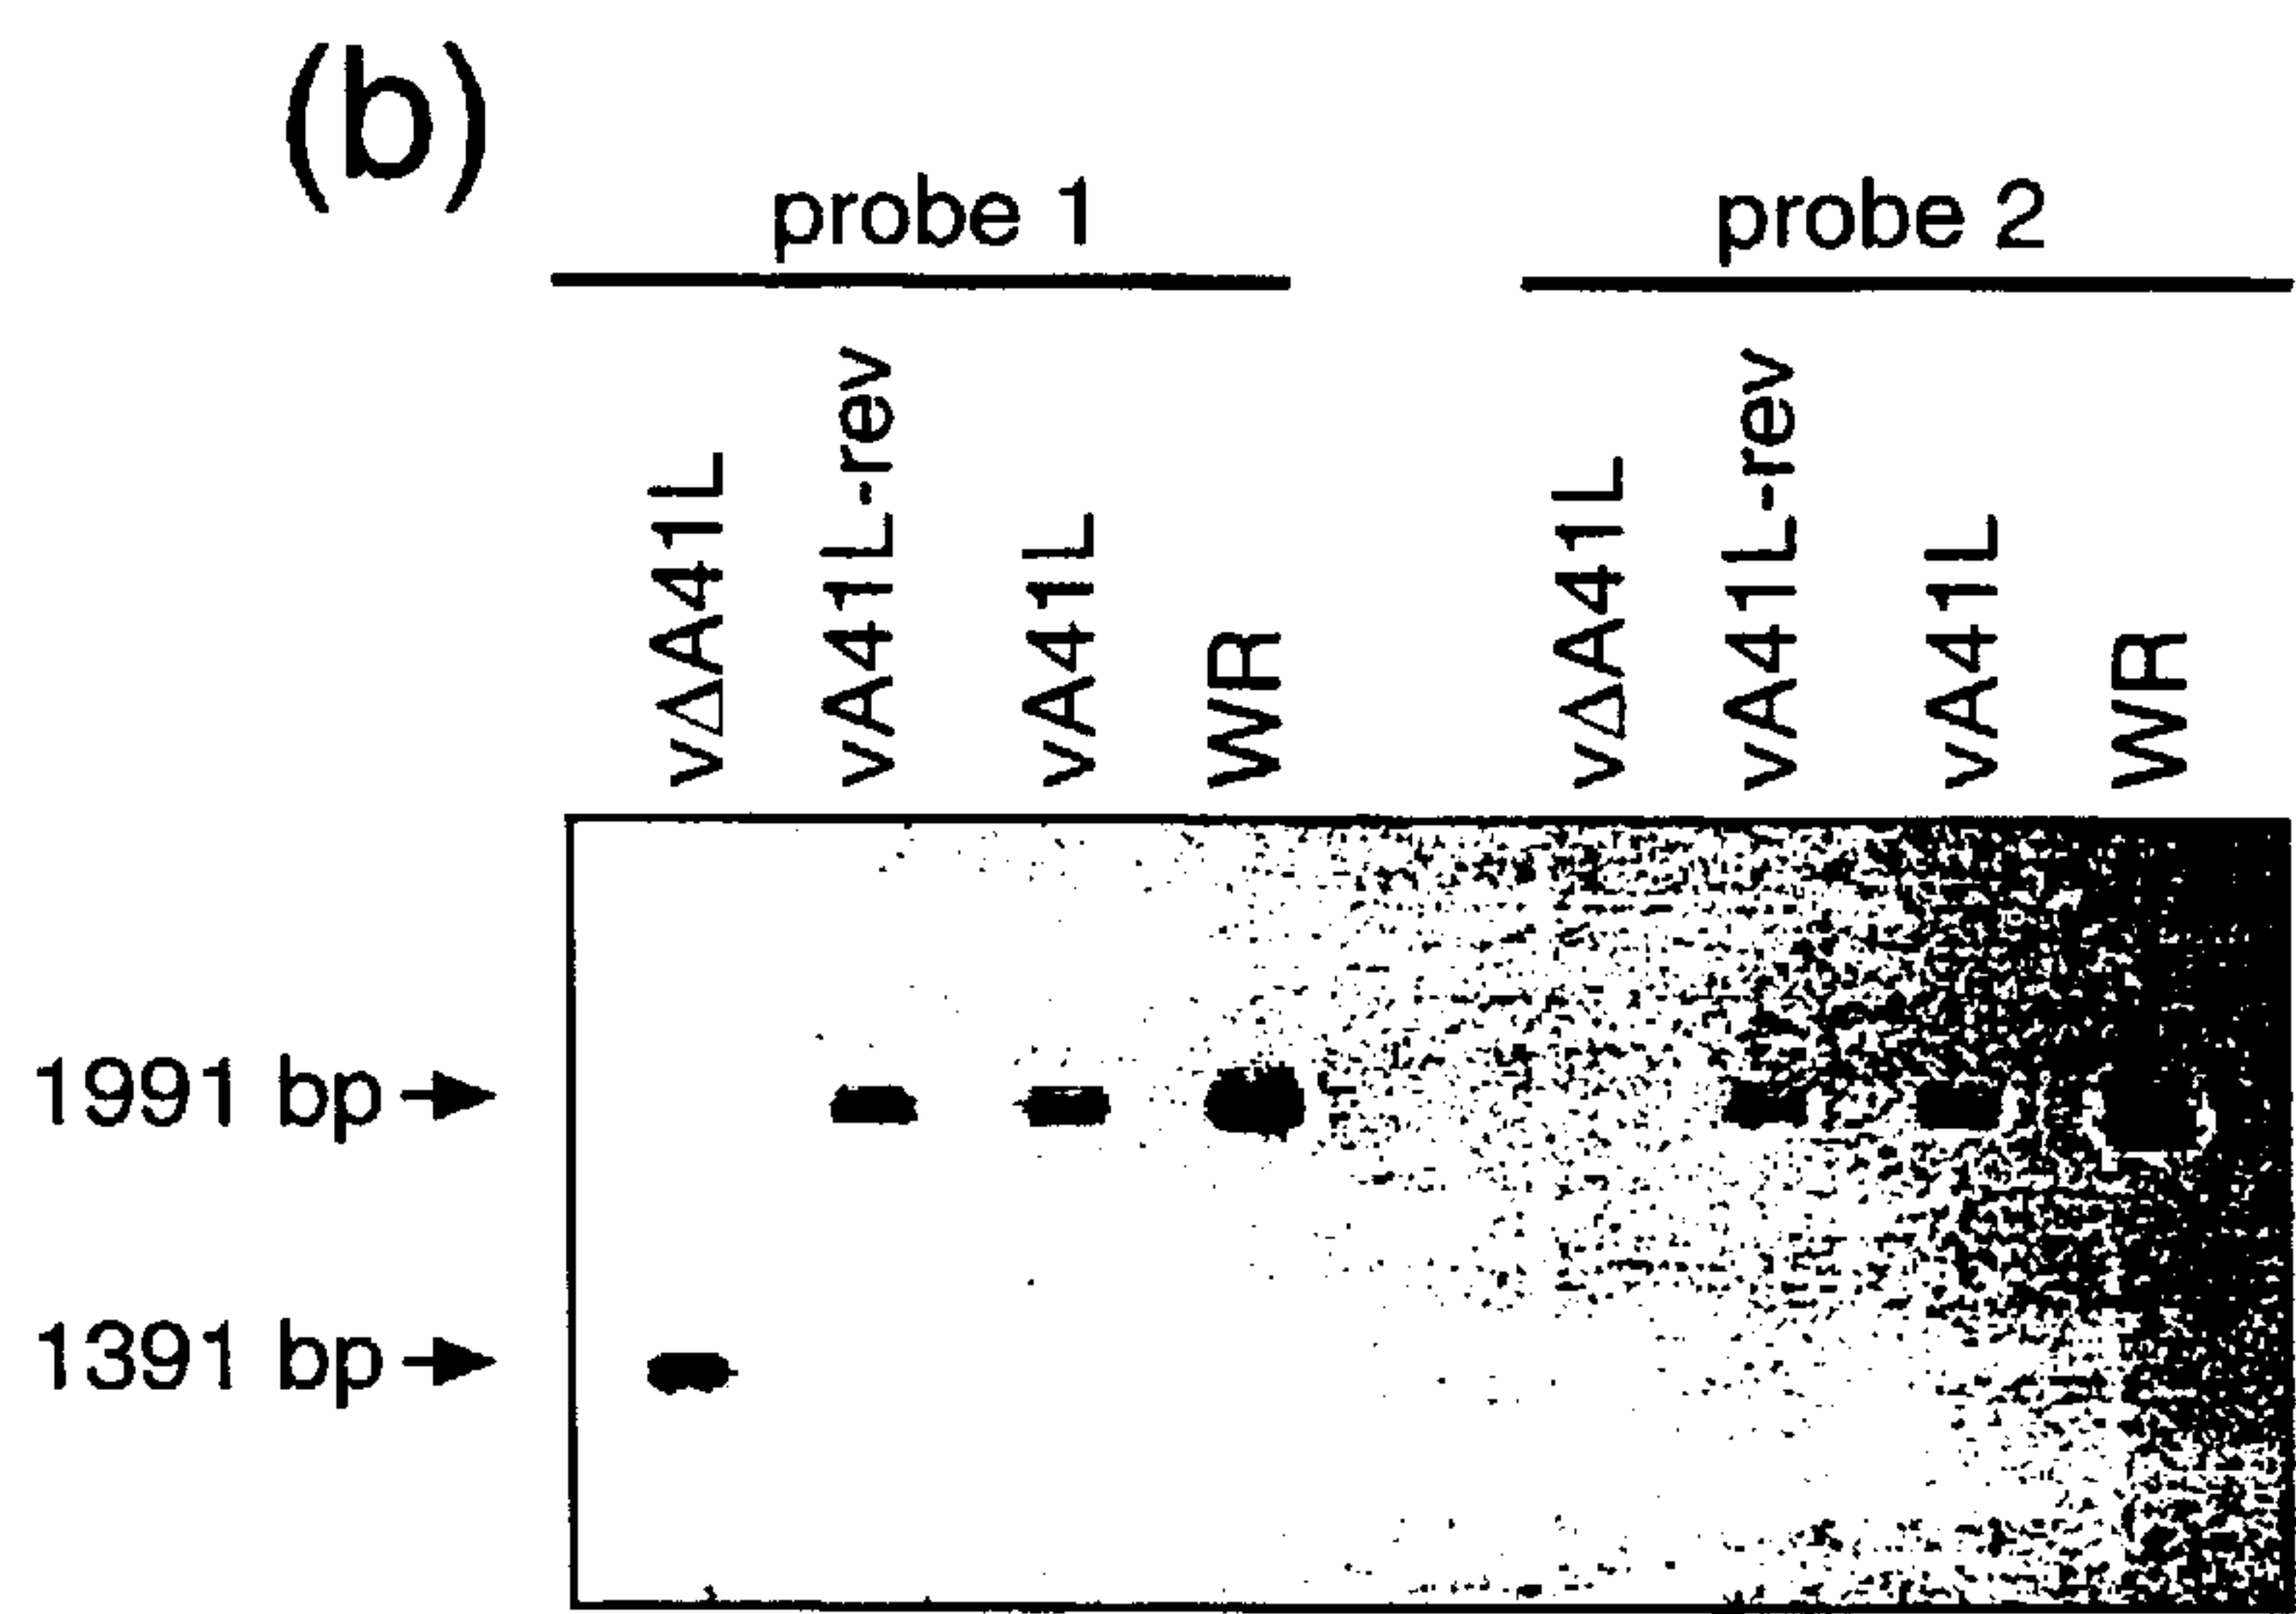 (b)
probe 1 probe 2
vΔA41L vA41L-rev vA41L WR vΔA41L vA41L-rev vA41L WR
1991 bp
1391 bp